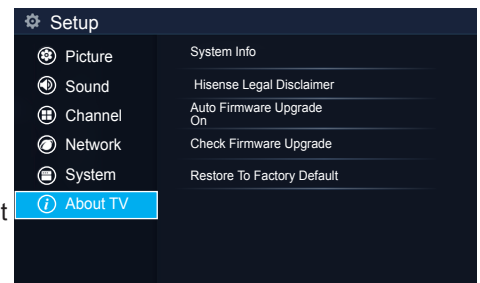 Setup
Picture
Sound
Channel
Network
System
t
About TV
System Info
Hisense Legal Disclaimer
Auto Firmware Upgrade
On
Check Firmware Upgrade
Restore To Factory Default